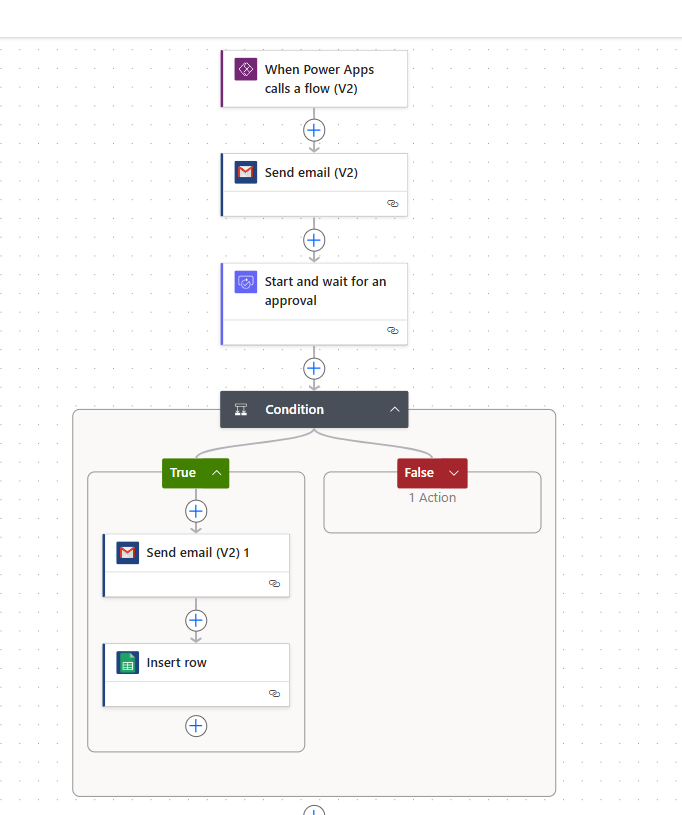 When Power Apps
calls a flow (V2)
Send email (V2)
Start and wait for an
approval
Condition
True
False
1 Action
Send email (V2) 1
Insert row